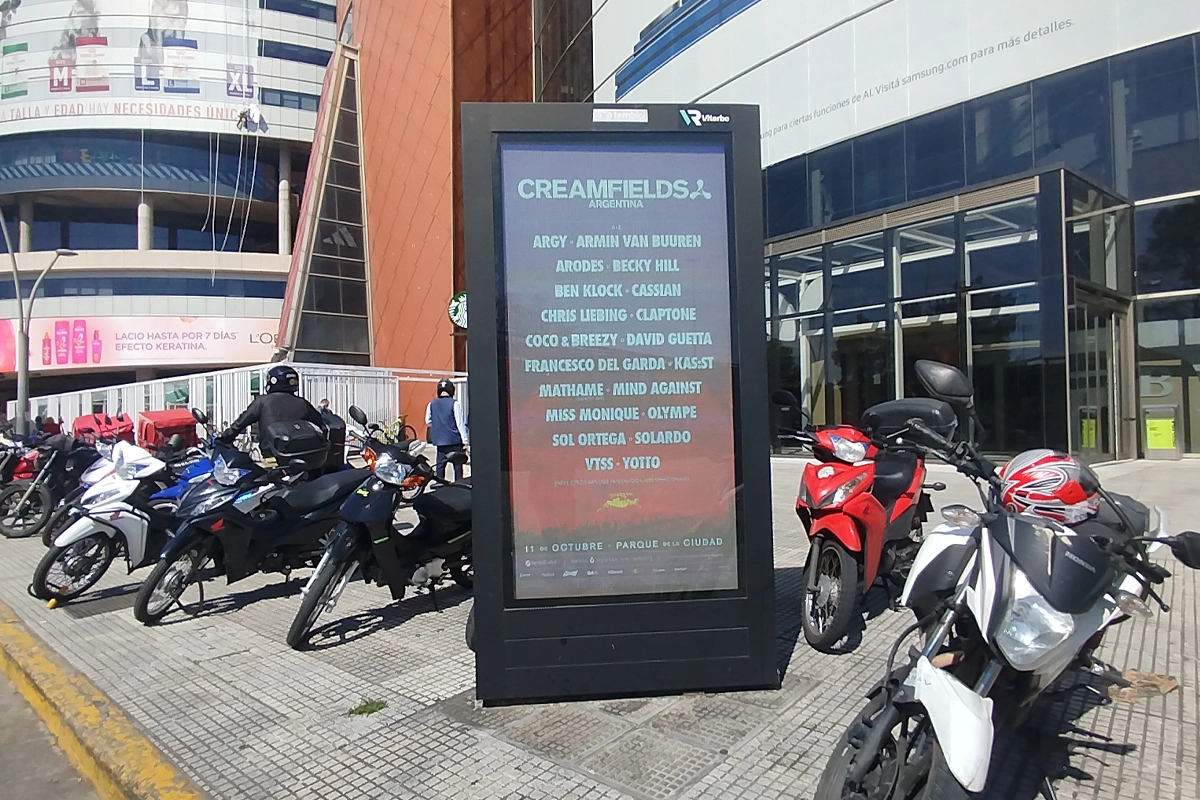 M
L
XL
TALLA Y EDAD HAY NECESIDADES
samsung.com para más detalles.
para ciertas funciones de AI. Visitá
LACIO HASTA POR 7 DÍAS
EFECTO KERATINA.
L'OR
VR Viterbo
CREAMFIELDS
ARGENTINA
ARGY · ARMIN VAN BUUREN
ARODES · BECKY HILL
BEN KLOCK · CASSIAN
CHRIS LIEBING · CLAPTONE
COCO & BREEZY · DAVID GUETTA
FRANCESCO DEL GARDA · KAS:ST
MATHAME · MIND AGAINST
MISS MONIQUE · OLYMPE
SOL ORTEGA · SOLARDO
VTSS · YOTTO
11 DE OCTUBRE · PARQUE DE LA CIUDAD
B